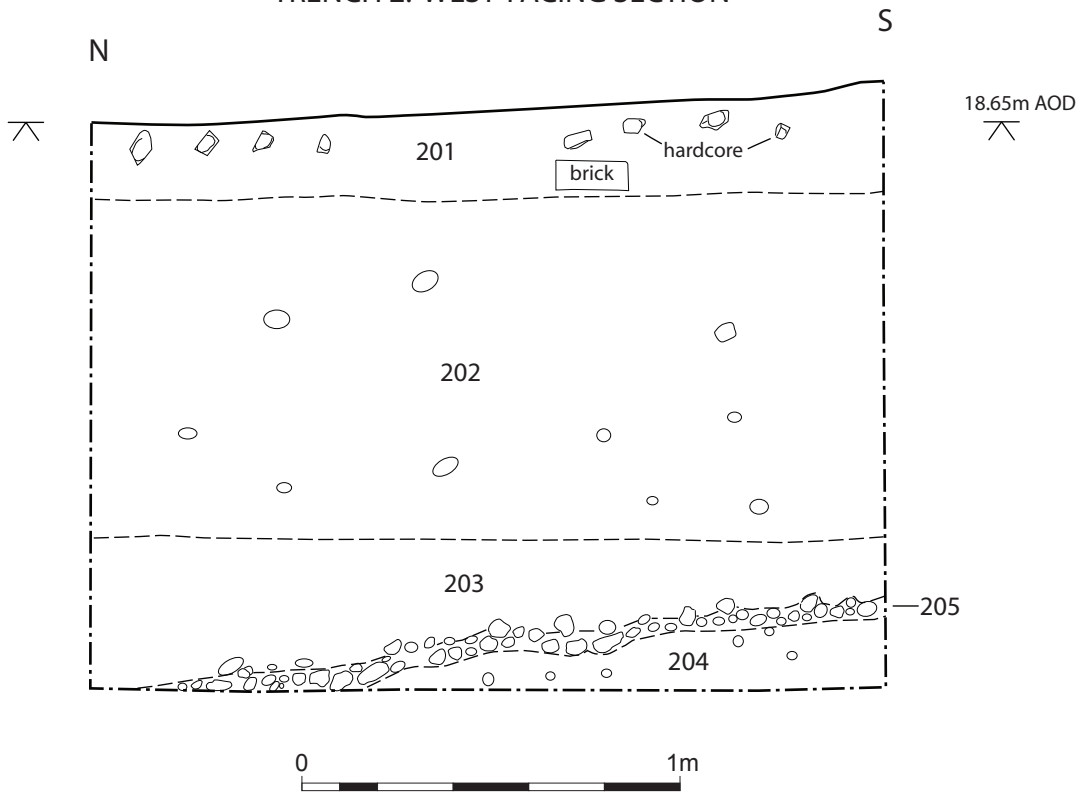 TRENCH 2: WEST FACING SECTION
N
S
18.65m AOD
201
hardcore
brick
202
203
205
204
0
1m